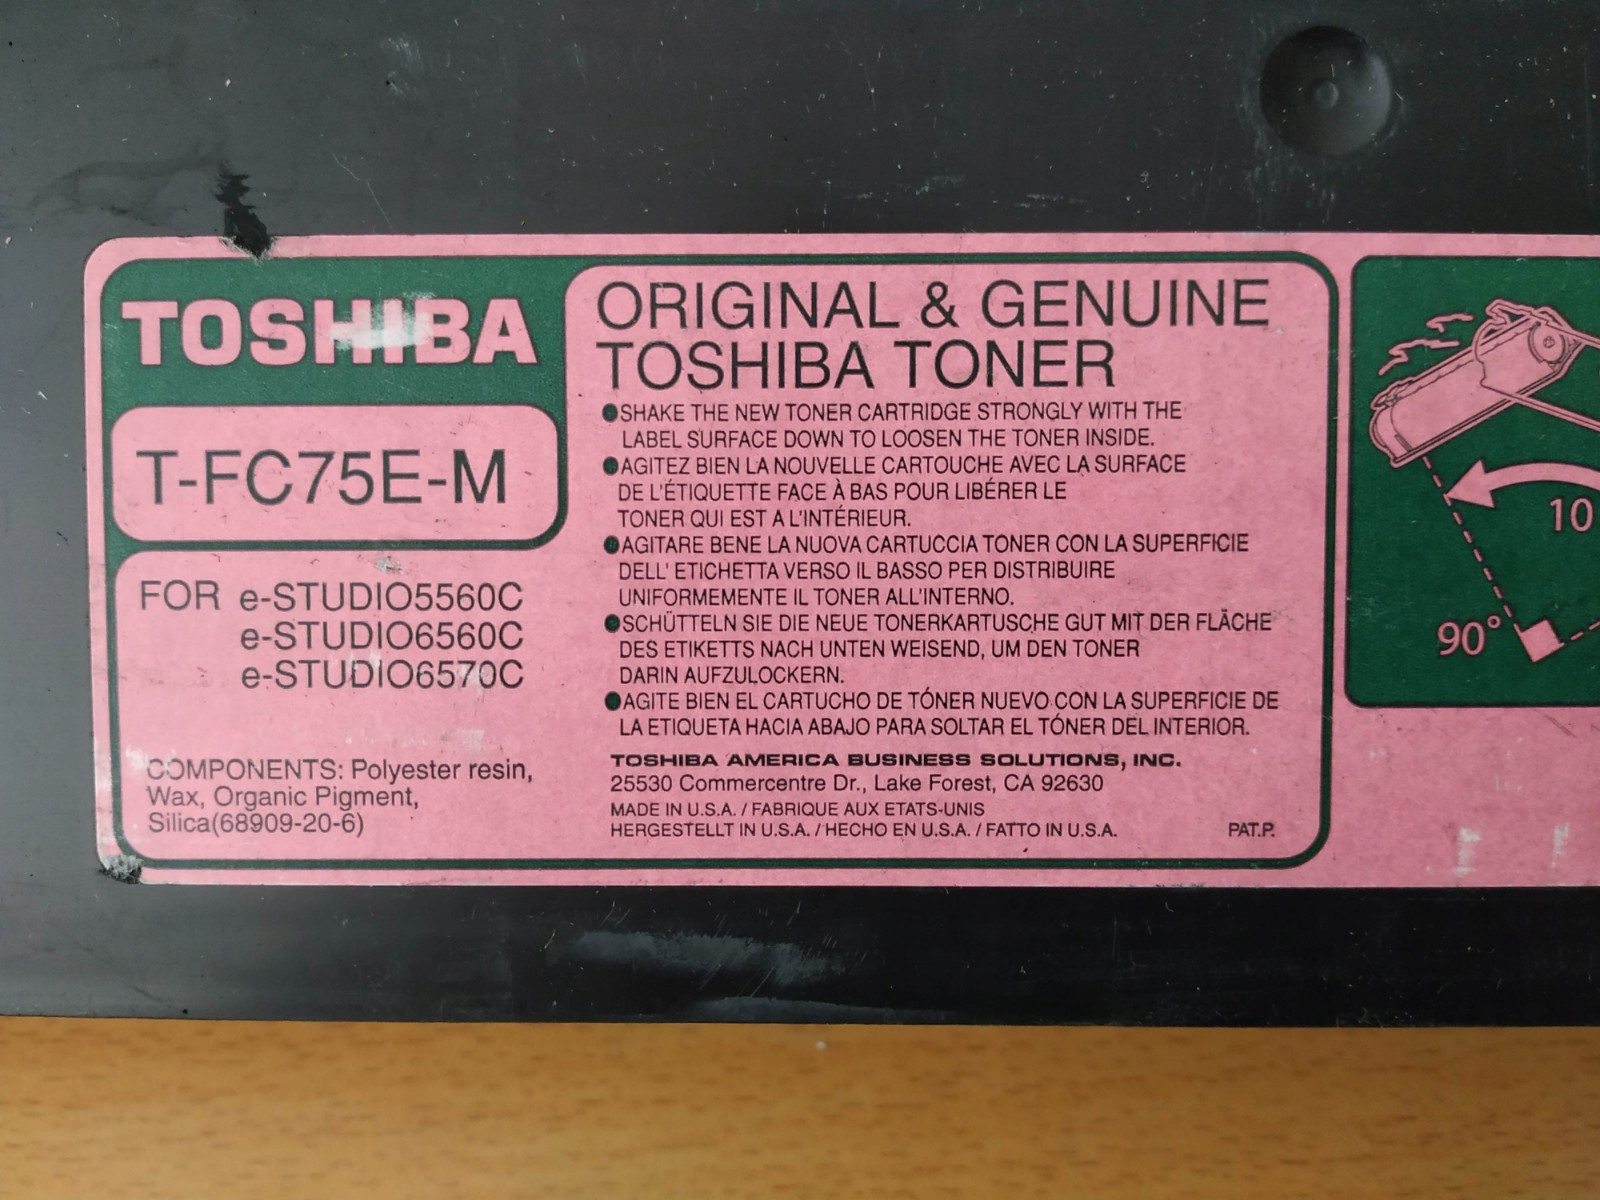 TOSHIBA
T-FC75E-M
FOR e-STUDIO5560C
e-STUDIO6560C
e-STUDIO6570C
COMPONENTS: Polyester resin,
Wax, Organic Pigment,
Silica(68909-20-6)
ORIGINAL & GENUINE
TOSHIBA TONER
●SHAKE THE NEW TONER CARTRIDGE STRONGLY WITH THE
LABEL SURFACE DOWN TO LOOSEN THE TONER INSIDE.
●AGITEZ BIEN LA NOUVELLE CARTOUCHE AVEC LA SURFACE
DE L'ÉTIQUETTE FACE À BAS POUR LIBÉRER LE
TONER QUI EST A L'INTÉRIEUR.
●AGITARE BENE LA NUOVA CARTUCCIA TONER CON LA SUPERFICIE
DELL' ETICHETTA VERSO IL BASSO PER DISTRIBUIRE
UNIFORMEMENTE IL TONER ALL'INTERNO.
●SCHÜTTELN SIE DIE NEUE TONERKARTUSCHE GUT MIT DER FLÄCHE
DES ETIKETTS NACH UNTEN WEISEND, UM DEN TONER
DARIN AUFZULOCKERN.
●AGITE BIEN EL CARTUCHO DE TÓNER NUEVO CON LA SUPERFICIE DE
LA ETIQUETA HACIA ABAJO PARA SOLTAR EL TÓNER DEL INTERIOR.
TOSHIBA AMERICA BUSINESS SOLUTIONS, INC.
25530 Commercentre Dr., Lake Forest, CA 92630
MADE IN U.S.A. / FABRIQUE AUX ETATS-UNIS
HERGESTELLT IN U.S.A. / HECHO EN U.S.A. / FATTO IN U.S.A.
PAT.P.
10
90°